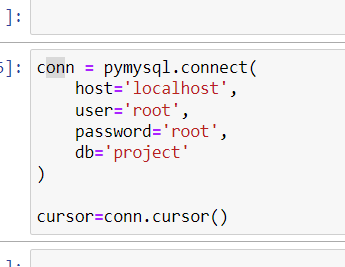 ]:
5]:
conn = pymysql.connect(
    host='localhost',
    user='root',
    password='root',
    db='project'
)
cursor=conn.cursor()
]: